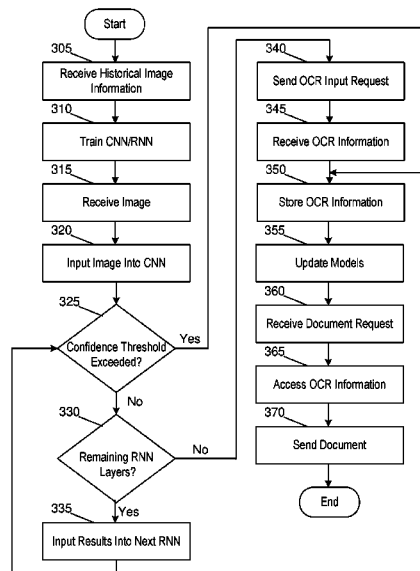 Start
305
Receive Historical Image
Information
310
Train CNN/RNN
315
Receive Image
320
Input Image Into CNN
325
Confidence Threshold
Exceeded?
Yes
No
330
Remaining RNN
Layers?
No
Yes
335
Input Results Into Next RNN
340
Send OCR Input Request
345
Receive OCR Information
350
Store OCR Information
355
Update Models
360
Receive Document Request
365
Access OCR Information
370
Send Document
End